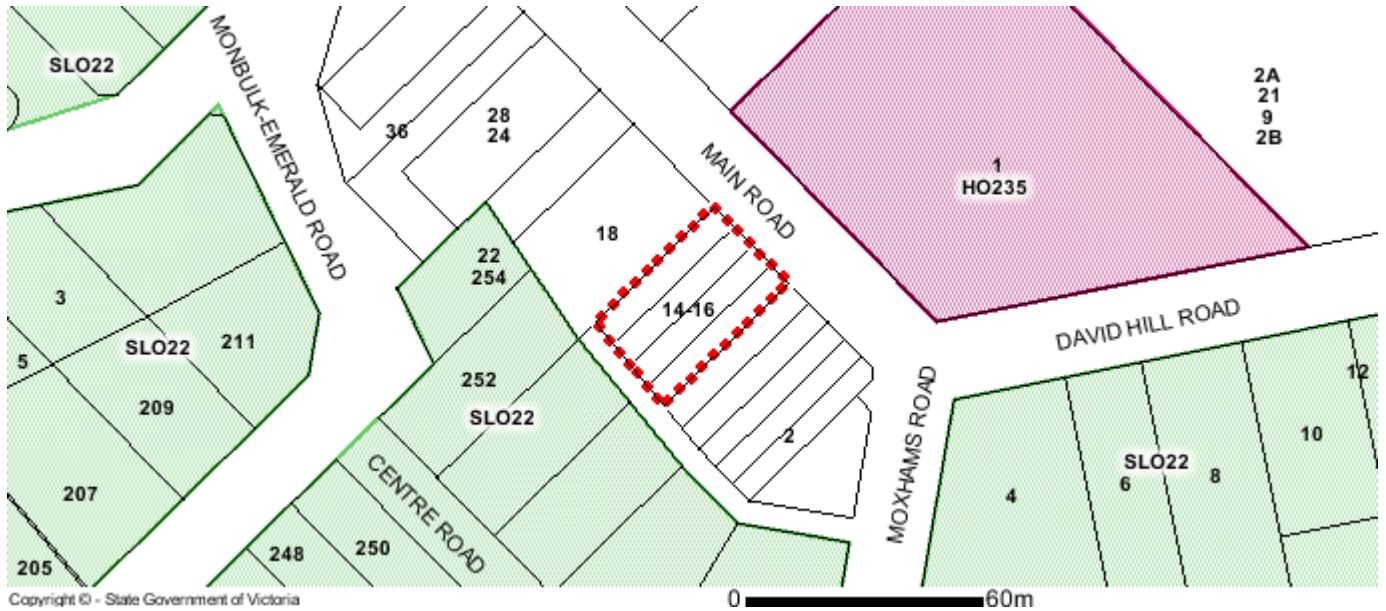 SLO22
MONBULK-EMERALD ROAD
36
28
24
MAIN ROAD
2A
21
9
2B
1
HO235
18
22
254
3
14-16
SLO22
211
5
DAVID HILL ROAD
252
12
209
SLO22
2
MOXHAMS ROAD
10
SLO22
6
8
4
207
CENTRE ROAD
248
250
205
Copyright © - State Government of Victoria
0
60m